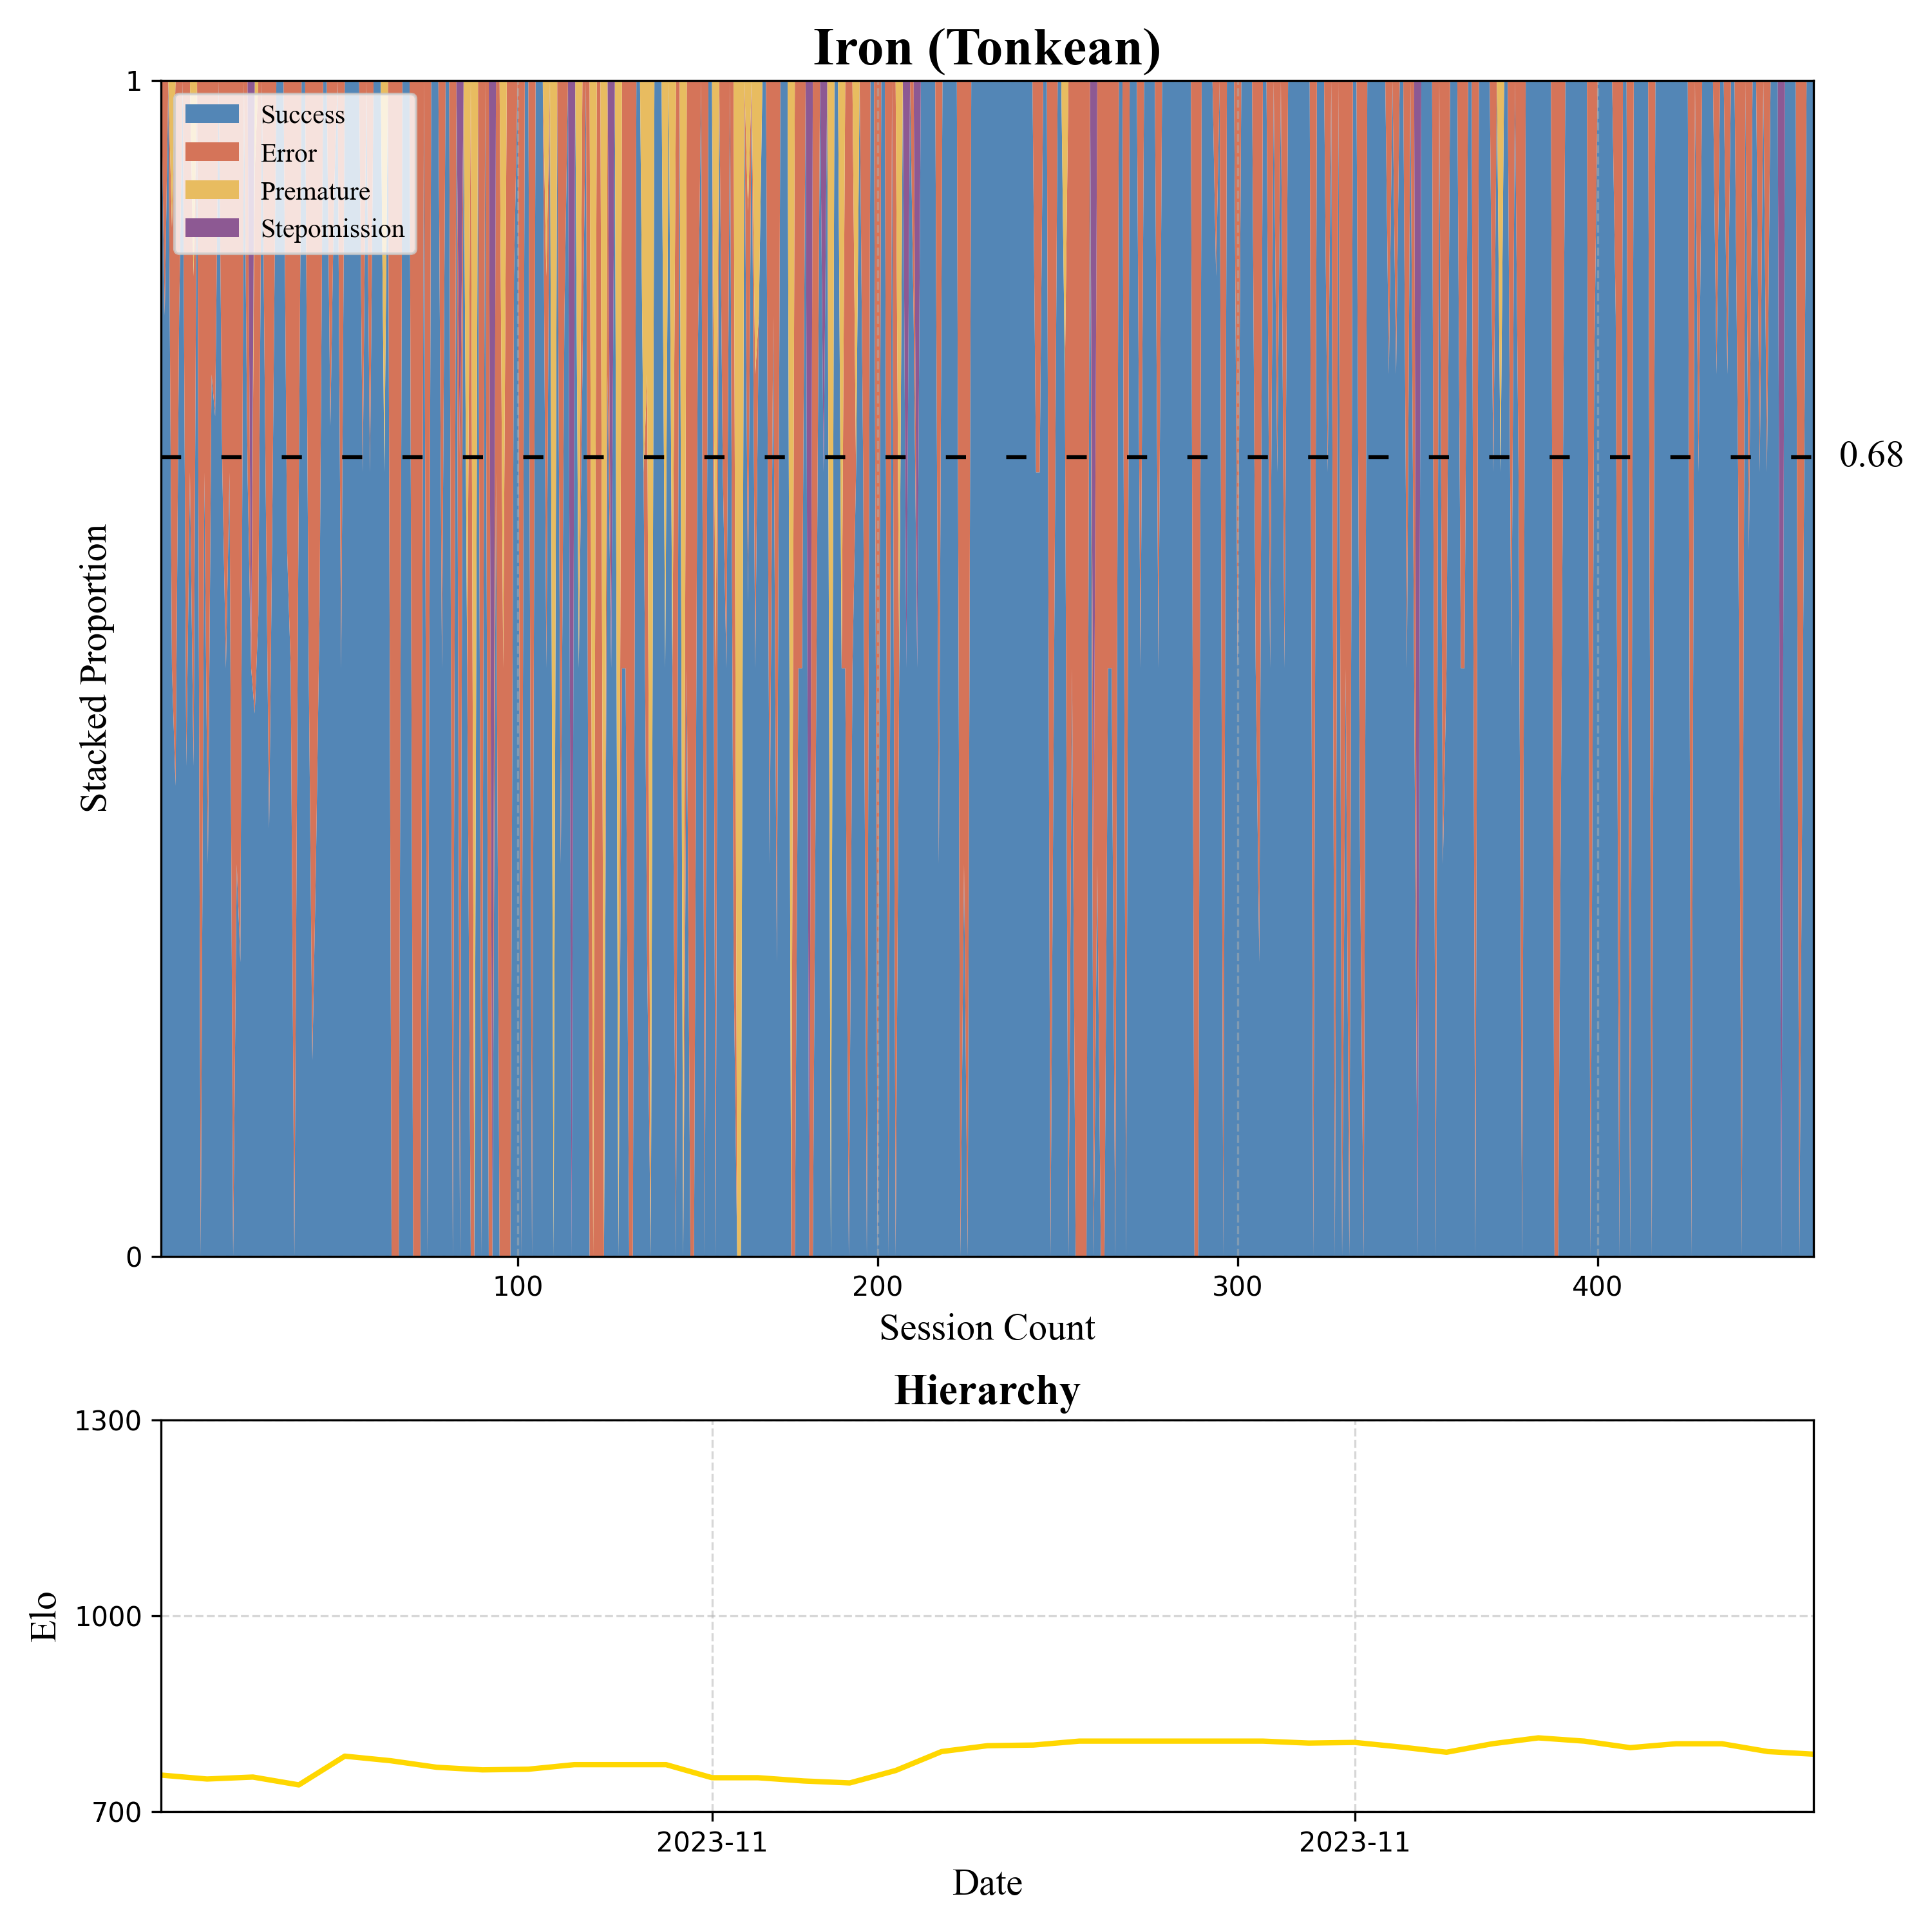 Iron (Tonkean)
1
Success
Error
Premature
Stepomission
0.68
Stacked Proportion
0
100 200 300 400
Session Count
Hierarchy
1300
Elo
1000
700
2023-11 2023-11
Date